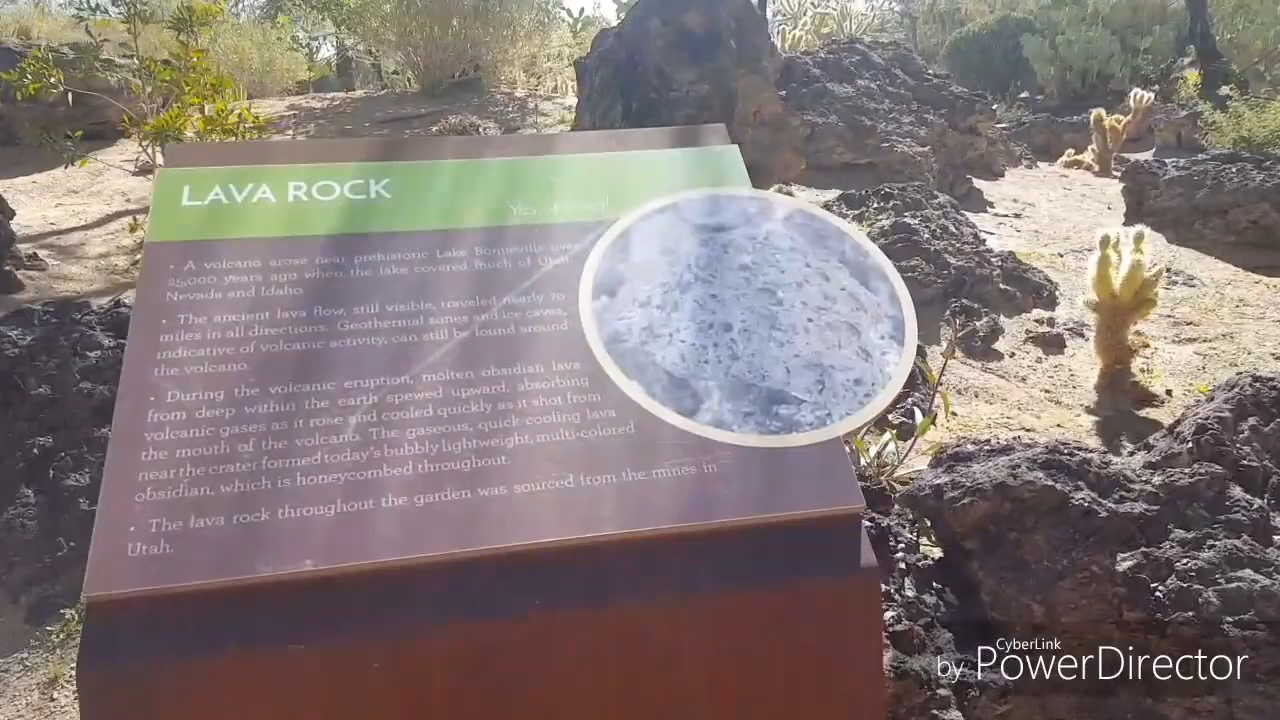 LAVA ROCK
• A volcano arose near prehistoric Lake Bonneville over
25,000 years ago when the lake covered much of Utah,
Nevada and Idaho.
• The ancient lava flow, still visible, traveled nearly 70
miles in all directions. Geothermal and ice caves,
indicative of volcanic activity, can still be found around
the volcano.
• During the volcanic eruption, molten obsidian lava
from deep within the earth spewed upward, absorbing
volcanic gases as it rose and cooled quickly as it shot from
the mouth of the volcano. The gaseous, quick-cooling lava
near the crater formed today's bubbly lightweight, multi-colored
obsidian, which is honeycombed throughout.
• The lava rock throughout the garden was sourced from the mines in
Utah.
CyberLink
by PowerDirector